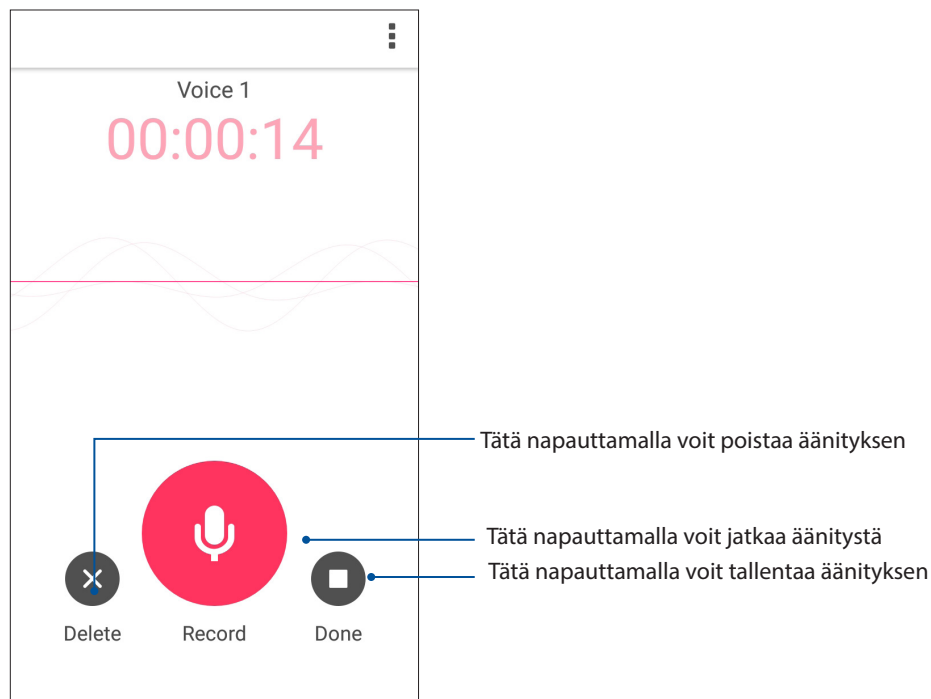 Voice 1
00:00:14
Tätä napauttamalla voit poistaa äänityksen
Tätä napauttamalla voit jatkaa äänitystä
Tätä napauttamalla voit tallentaa äänityksen
Delete
Record
Done